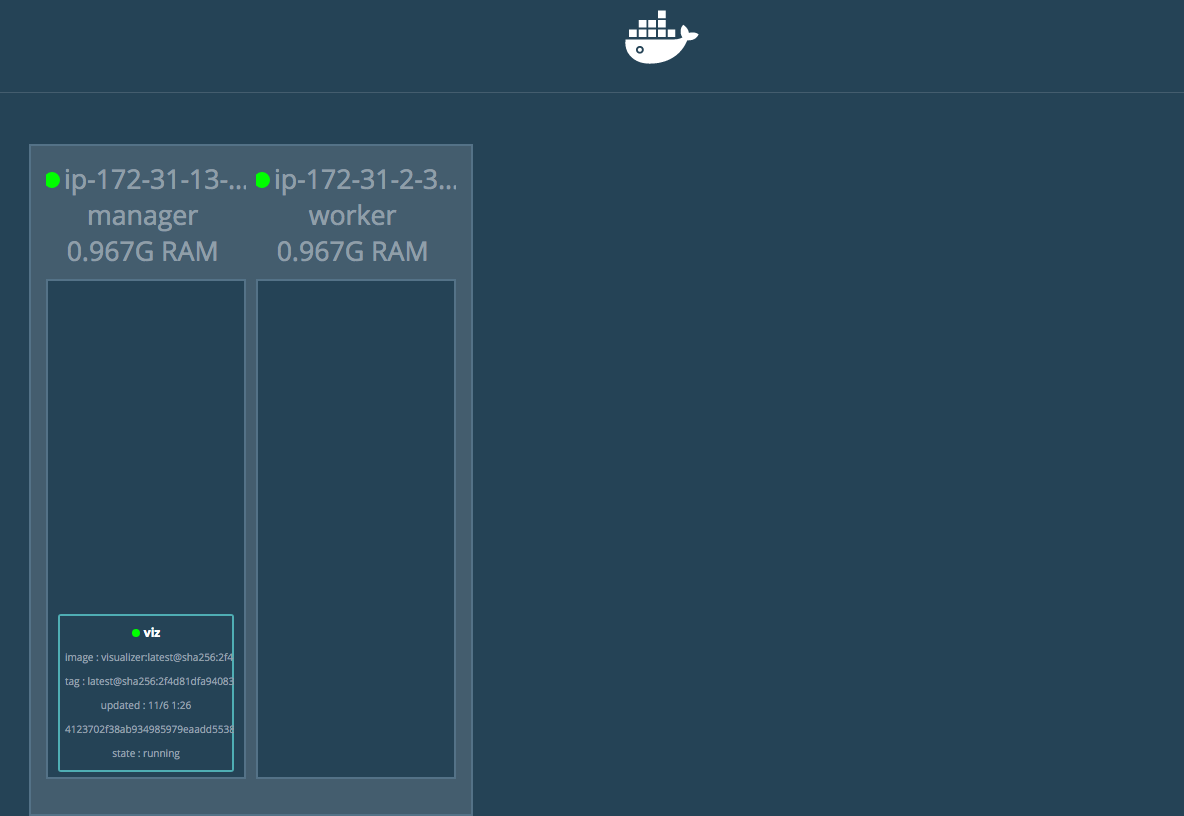 ip-172-31-13-...
manager
0.967G RAM
ip-172-31-2-3...
worker
0.967G RAM
viz
image : visualizer:latest@sha256:2f4
tag : latest@sha256:2f4d81dfa94083
updated : 11/6 1:26
4123702f38ab934985979eaadd5538
state : running